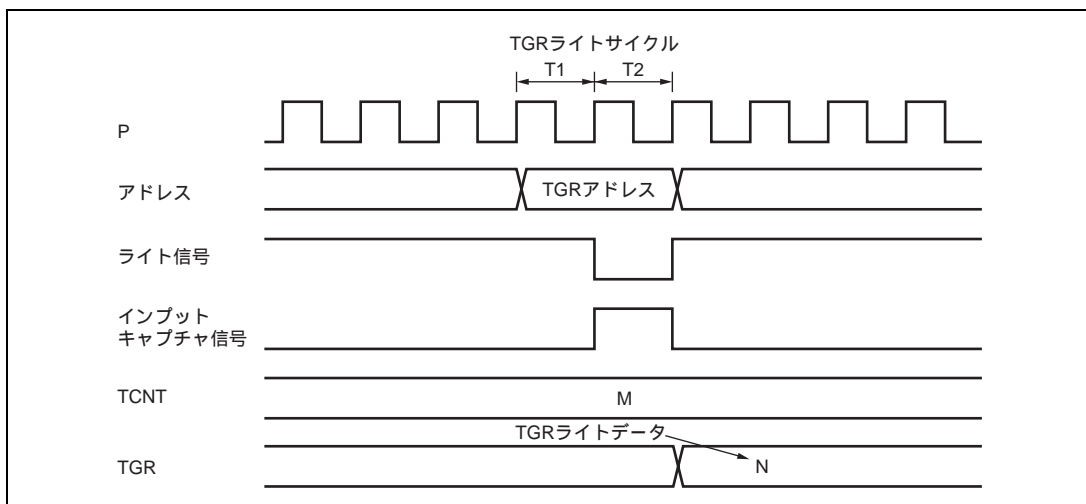 TGRライトサイクル
T1 T2
P
アドレス TGRアドレス
ライト信号
インプット
キャプチャ信号
TCNT M
TGRライトデータ
TGR N